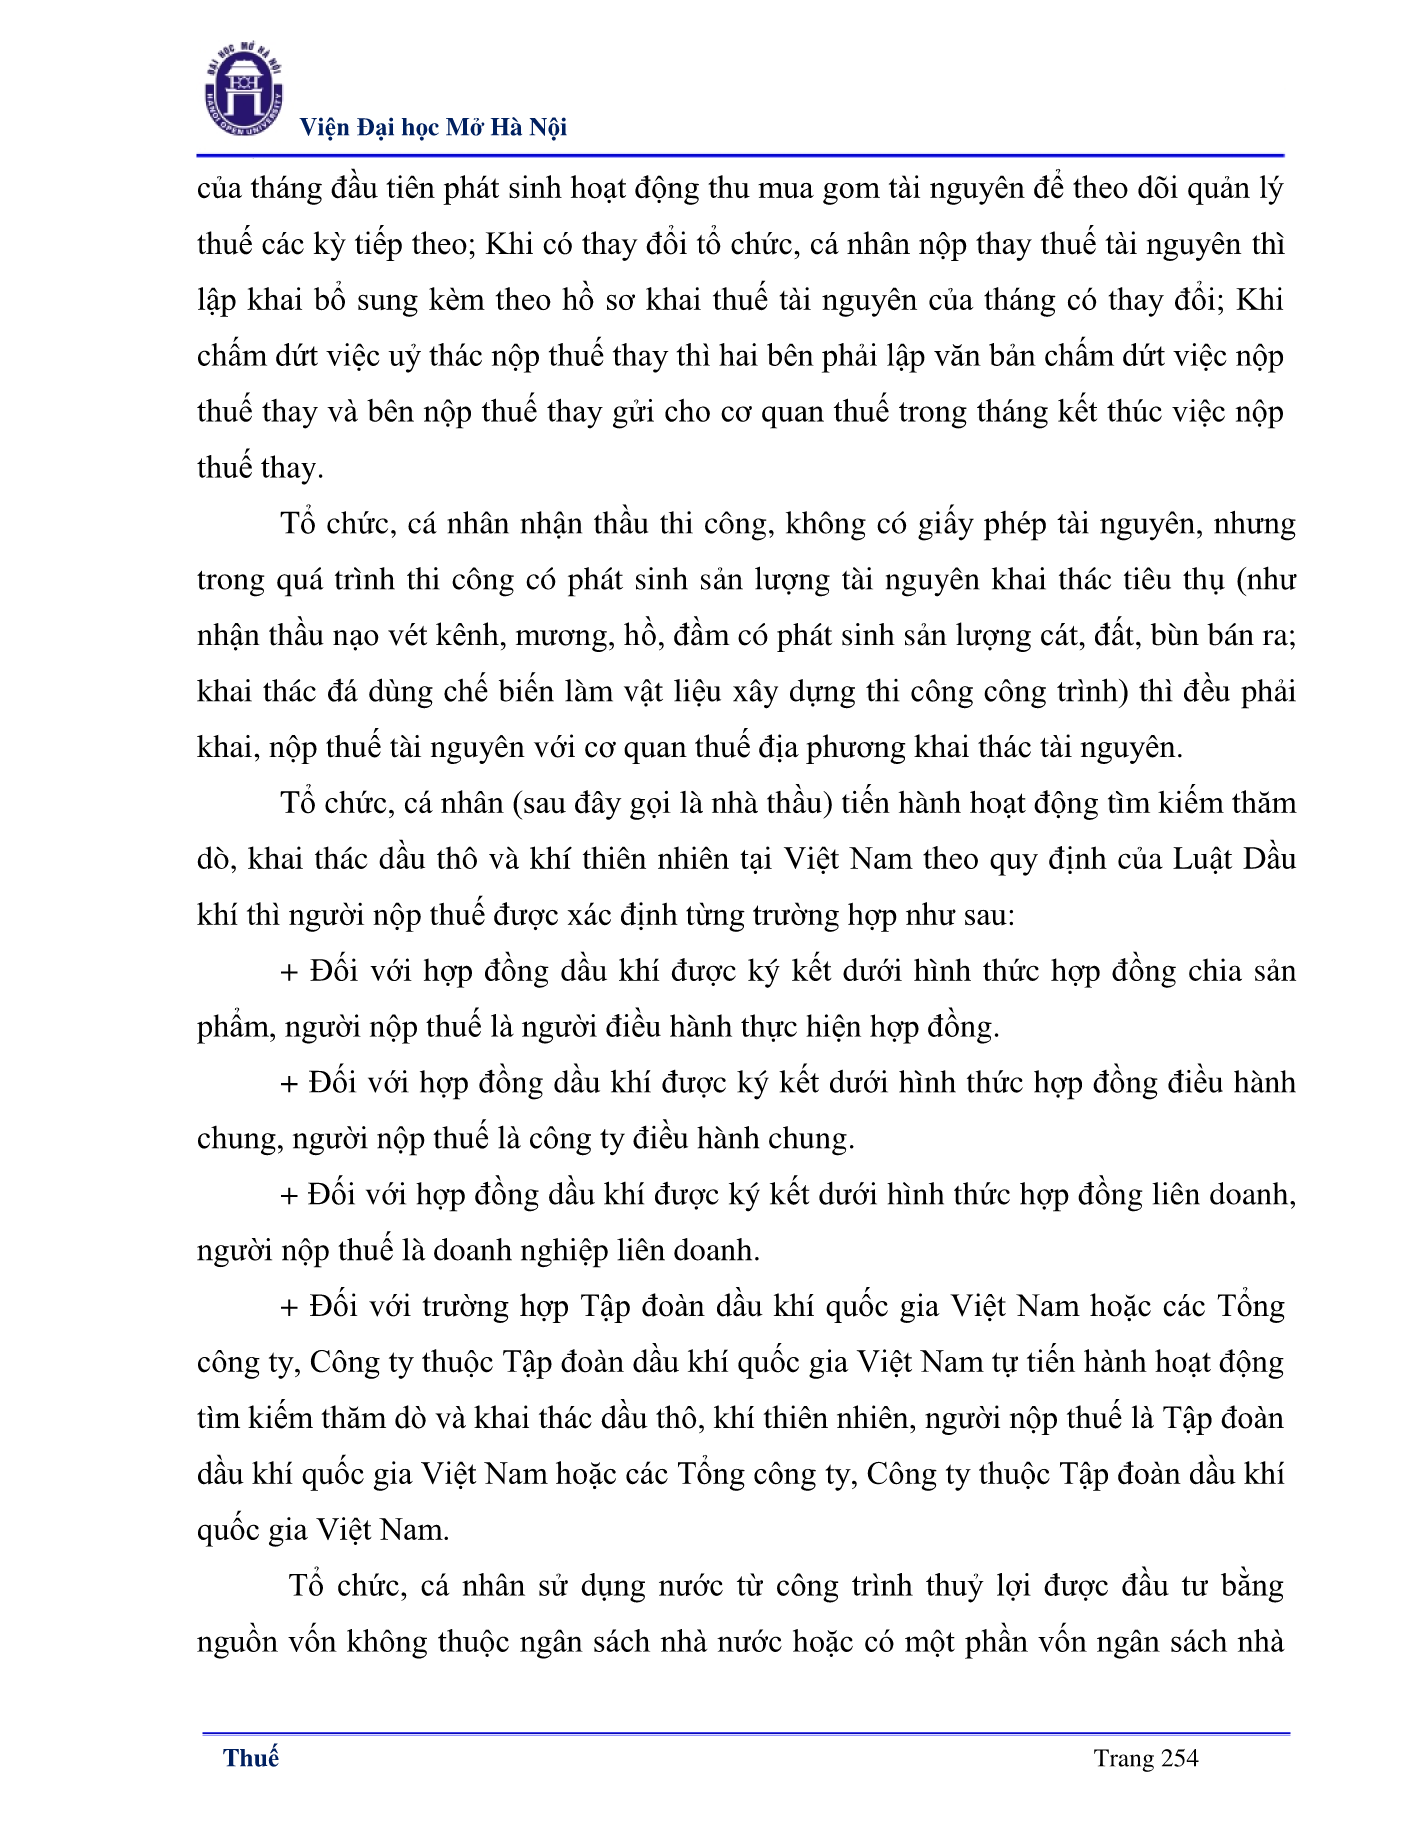 ĐẠI HỌC MỞ HÀ NỘI
HANOI OPEN UNIVERSITY
Viện Đại học Mở Hà Nội
của tháng đầu tiên phát sinh hoạt động thu mua gom tài nguyên để theo dõi quản lý
thuế các kỳ tiếp theo; Khi có thay đổi tổ chức, cá nhân nộp thay thuế tài nguyên thì
lập khai bổ sung kèm theo hồ sơ khai thuế tài nguyên của tháng có thay đổi; Khi
chấm dứt việc uỷ thác nộp thuế thay thì hai bên phải lập văn bản chấm dứt việc nộp
thuế thay và bên nộp thuế thay gửi cho cơ quan thuế trong tháng kết thúc việc nộp
thuế thay.
Tổ chức, cá nhân nhận thầu thi công, không có giấy phép tài nguyên, nhưng
trong quá trình thi công có phát sinh sản lượng tài nguyên khai thác tiêu thụ (như
nhận thầu nạo vét kênh, mương, hồ, đầm có phát sinh sản lượng cát, đất, bùn bán ra;
khai thác đá dùng chế biến làm vật liệu xây dựng thi công công trình) thì đều phải
khai, nộp thuế tài nguyên với cơ quan thuế địa phương khai thác tài nguyên.
Tổ chức, cá nhân (sau đây gọi là nhà thầu) tiến hành hoạt động tìm kiếm thăm
dò, khai thác dầu thô và khí thiên nhiên tại Việt Nam theo quy định của Luật Dầu
khí thì người nộp thuế được xác định từng trường hợp như sau:
+ Đối với hợp đồng dầu khí được ký kết dưới hình thức hợp đồng chia sản
phẩm, người nộp thuế là người điều hành thực hiện hợp đồng.
+ Đối với hợp đồng dầu khí được ký kết dưới hình thức hợp đồng điều hành
chung, người nộp thuế là công ty điều hành chung.
+ Đối với hợp đồng dầu khí được ký kết dưới hình thức hợp đồng liên doanh,
người nộp thuế là doanh nghiệp liên doanh.
+ Đối với trường hợp Tập đoàn dầu khí quốc gia Việt Nam hoặc các Tổng
công ty, Công ty thuộc Tập đoàn dầu khí quốc gia Việt Nam tự tiến hành hoạt động
tìm kiếm thăm dò và khai thác dầu thô, khí thiên nhiên, người nộp thuế là Tập đoàn
dầu khí quốc gia Việt Nam hoặc các Tổng công ty, Công ty thuộc Tập đoàn dầu khí
quốc gia Việt Nam.
Tổ chức, cá nhân sử dụng nước từ công trình thuỷ lợi được đầu tư bằng
nguồn vốn không thuộc ngân sách nhà nước hoặc có một phần vốn ngân sách nhà
Thuế
Trang 254